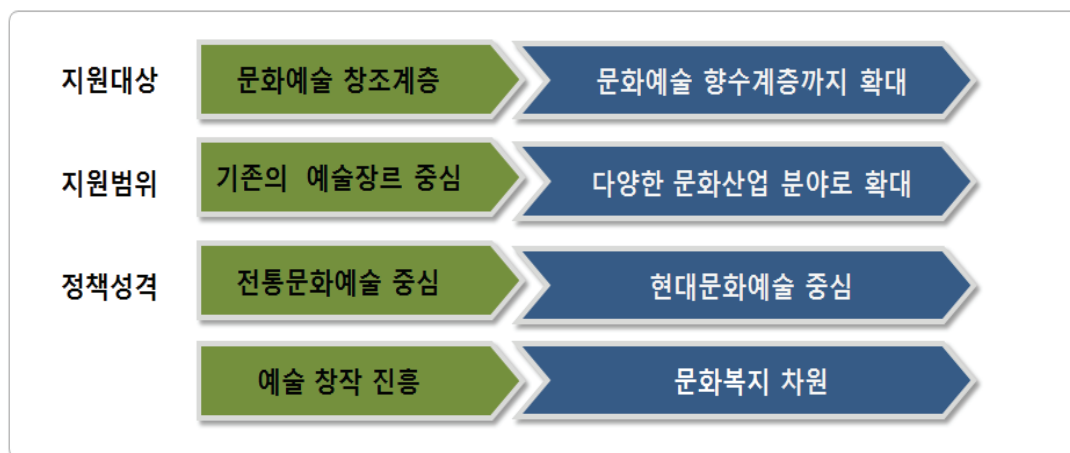 지원대상 문화예술 창조계층 문화예술 향수계층까지 확대
지원범위 기존의 예술장르 중심 다양한 문화산업 분야로 확대
정책성격 전통문화예술 중심 현대문화예술 중심
예술 창작 진흥 문화복지 차원